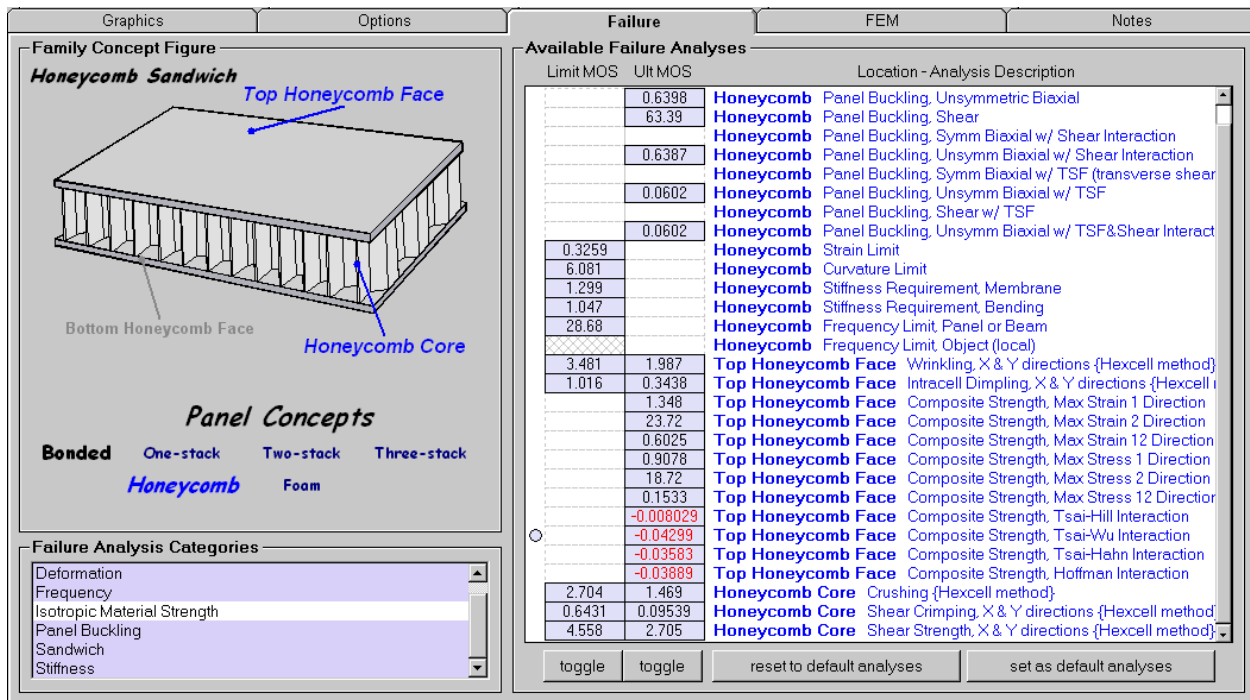 Graphics Options Failure FEM Notes
Family Concept Figure
Honeycomb Sandwich
Top Honeycomb Face
Bottom Honeycomb Face
Honeycomb Core
Panel Concepts
Bonded One-stack Two-stack Three-stack
Honeycomb Foam
Failure Analysis Categories
Deformation
Frequency
Isotropic Material Strength
Panel Buckling
Sandwich
Stiffness
Available Failure Analyses
Limit MOS Ult MOS Location - Analysis Description
0.6398 Honeycomb Panel Buckling, Unsymmetric Biaxial
63.39 Honeycomb Panel Buckling, Shear
Honeycomb Panel Buckling, Symm Biaxial w/ Shear Interaction
0.6387 Honeycomb Panel Buckling, Unsymm Biaxial w/ Shear Interaction
Honeycomb Panel Buckling, Symm Biaxial w/ TSF (transverse shear
0.0602 Honeycomb Panel Buckling, Unsymm Biaxial w/ TSF
Honeycomb Panel Buckling, Shear w/ TSF
0.0602 Honeycomb Panel Buckling, Unsymm Biaxial w/ TSF&Shear Interact
0.3259 Honeycomb Strain Limit
6.081 Honeycomb Curvature Limit
1.299 Honeycomb Stiffness Requirement, Membrane
1.047 Honeycomb Stiffness Requirement, Bending
28.68 Honeycomb Frequency Limit, Panel or Beam
Honeycomb Frequency Limit, Object (local)
3.481 1.987 Top Honeycomb Face Wrinkling, X & Y directions {Hexcell method}
1.016 0.3438 Top Honeycomb Face Intracell Dimpling, X & Y directions {Hexcell
1.348 Top Honeycomb Face Composite Strength, Max Strain 1 Direction
23.72 Top Honeycomb Face Composite Strength, Max Strain 2 Direction
0.6025 Top Honeycomb Face Composite Strength, Max Strain 12 Direction
0.9078 Top Honeycomb Face Composite Strength, Max Stress 1 Direction
18.72 Top Honeycomb Face Composite Strength, Max Stress 2 Direction
0.1533 Top Honeycomb Face Composite Strength, Max Stress 12 Direction
-0.008029 Top Honeycomb Face Composite Strength, Tsai-Hill Interaction
-0.04299 Top Honeycomb Face Composite Strength, Tsai-Wu Interaction
-0.03583 Top Honeycomb Face Composite Strength, Tsai-Hahn Interaction
-0.03889 Top Honeycomb Face Composite Strength, Hoffman Interaction
2.704 1.469 Honeycomb Core Crushing {Hexcell method}
0.6431 0.09539 Honeycomb Core Shear Crimping, X & Y directions {Hexcell method}
4.558 2.705 Honeycomb Core Shear Strength, X & Y directions {Hexcell method}
toggle toggle reset to default analyses set as default analyses